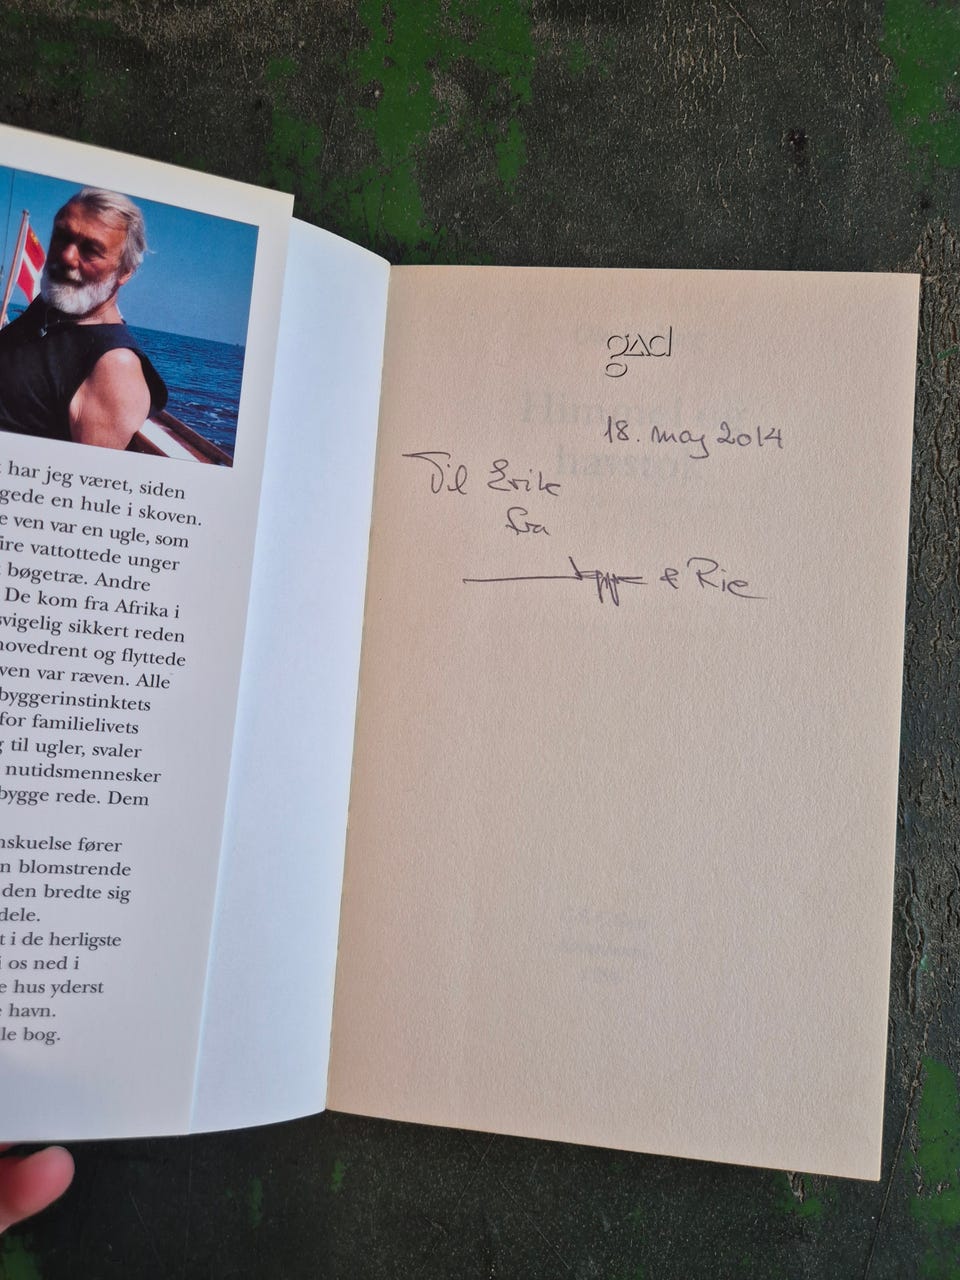 har jeg været, siden
gede en hule i skoven.
e ven var en ugle, som
ire vattottede unger
bøgetræ. Andre
De kom fra Afrika i
svigelig sikkert reden
hovedrent og flyttede
ven var ræven. Alle
byggerinstinktets
for familielivets
til ugler, svaler
nutidsmennesker
bygge rede. Dem
nskuelse fører
n blomstrende
den bredte sig
dele.
t i de herligste
i os ned i
e hus yderst
havn.
le bog.
gad
18. maj 2014
Til Erik
fra
& Rie